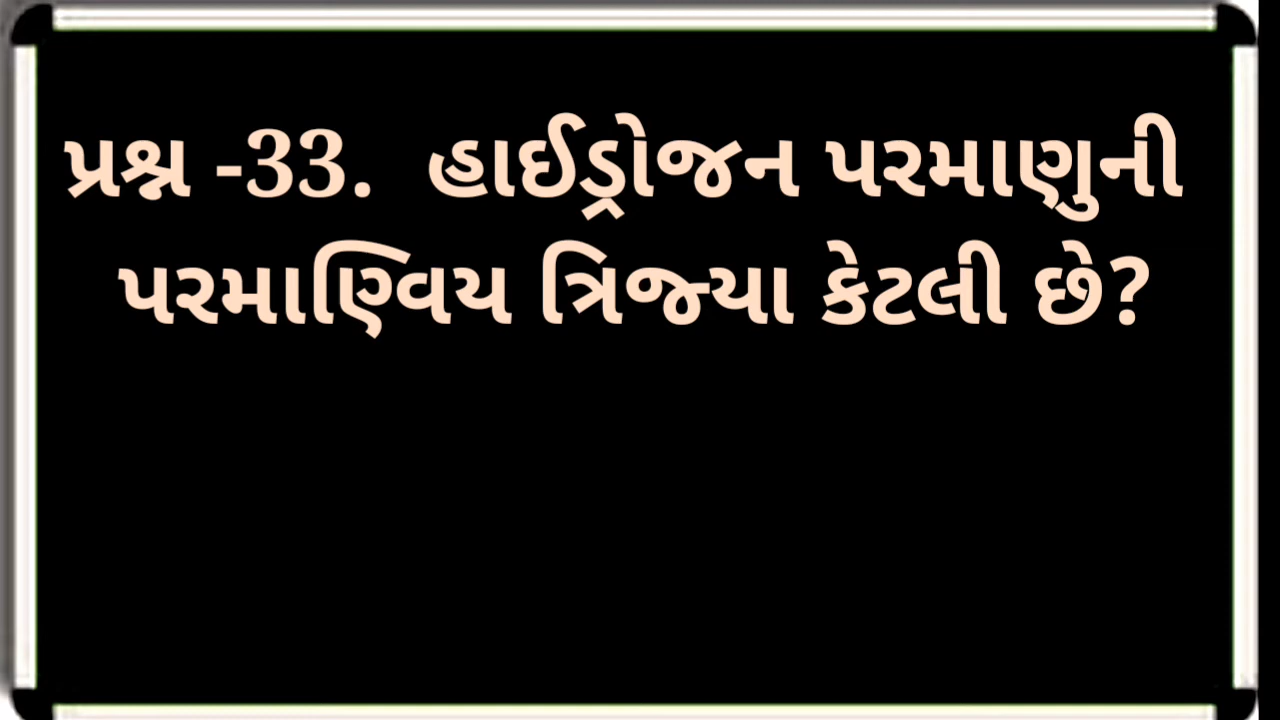 પ્રશ્ન -33. હાઈડ્રોજન પરમાણુની
પરમાણ્વિય ત્રિજ્યા કેટલી છે?